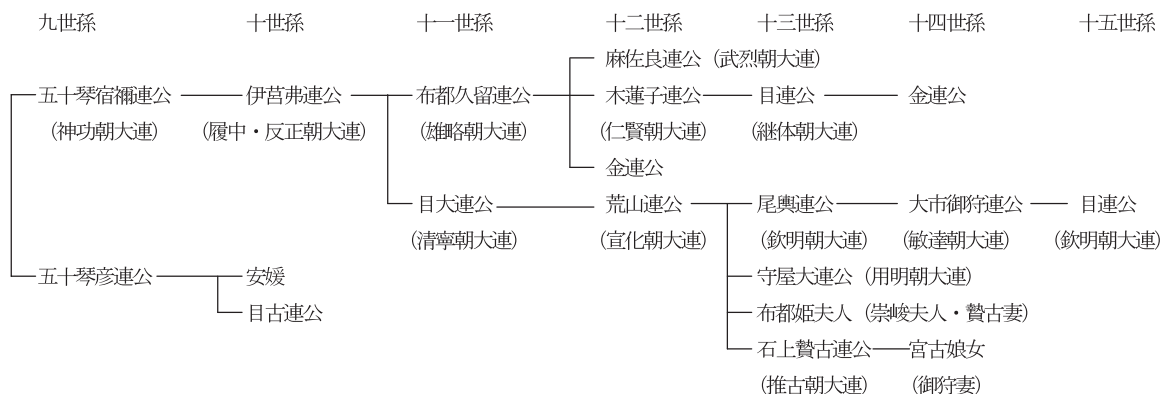 九世孫 十世孫 十一世孫 十二世孫 十三世孫 十四世孫 十五世孫
麻佐良連公（武烈朝大連）
五十琴宿禰連公 伊莒弗連公 布都久留連公 木蓮子連公 目連公 金連公
（神功朝大連） （履中・反正朝大連） （雄略朝大連） （仁賢朝大連） （継体朝大連）
金連公
目大連公 荒山連公 尾輿連公 大市御狩連公 目連公
（清寧朝大連） （宣化朝大連） （欽明朝大連） （敏達朝大連） （欽明朝大連）
五十琴彦連公 安媛 守屋大連公（用明朝大連）
目古連公 布都姫夫人（崇峻夫人・贄古妻）
石上贄古連公 宮古娘女
（推古朝大連） （御狩妻）